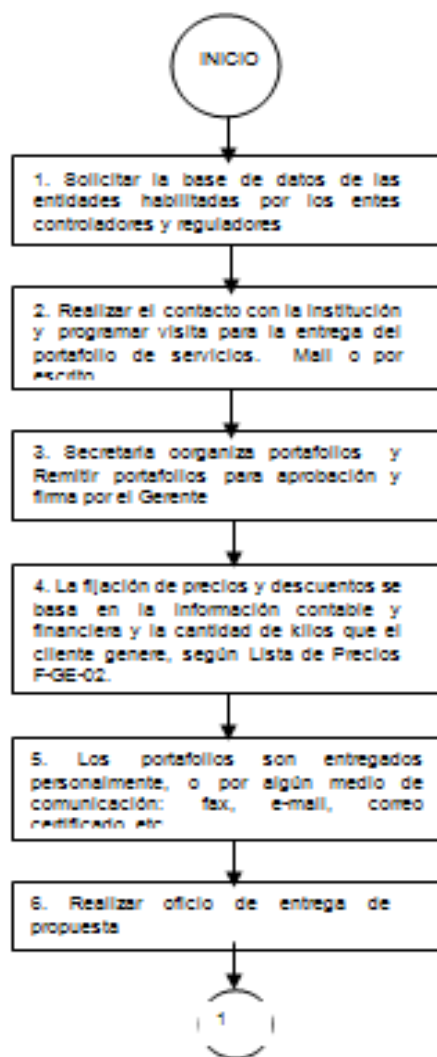 INICIO
1. Solicitar la base de datos de las
entidades habilitadas por los entes
controladores y reguladores
2. Realizar el contacto con la Institución
y programar visita para la entrega del
portafolio de servicios. Mail o por
escrito
3. Secretaria oorganiza portafolios y
Remitir portafolios para aprobación y
firma por el Gerente
4. La fijación de precios y descuentos se
basa en la información contable y
financiera y la cantidad de kilos que el
cliente genere, según Lista de Precios
F-GE-02.
5. Los portafolios son entregados
personalmente, o por algún medio de
comunicación: fax, e-mail, correo
certificado etc
6. Realizar oficio de entrega de
propuesta
1